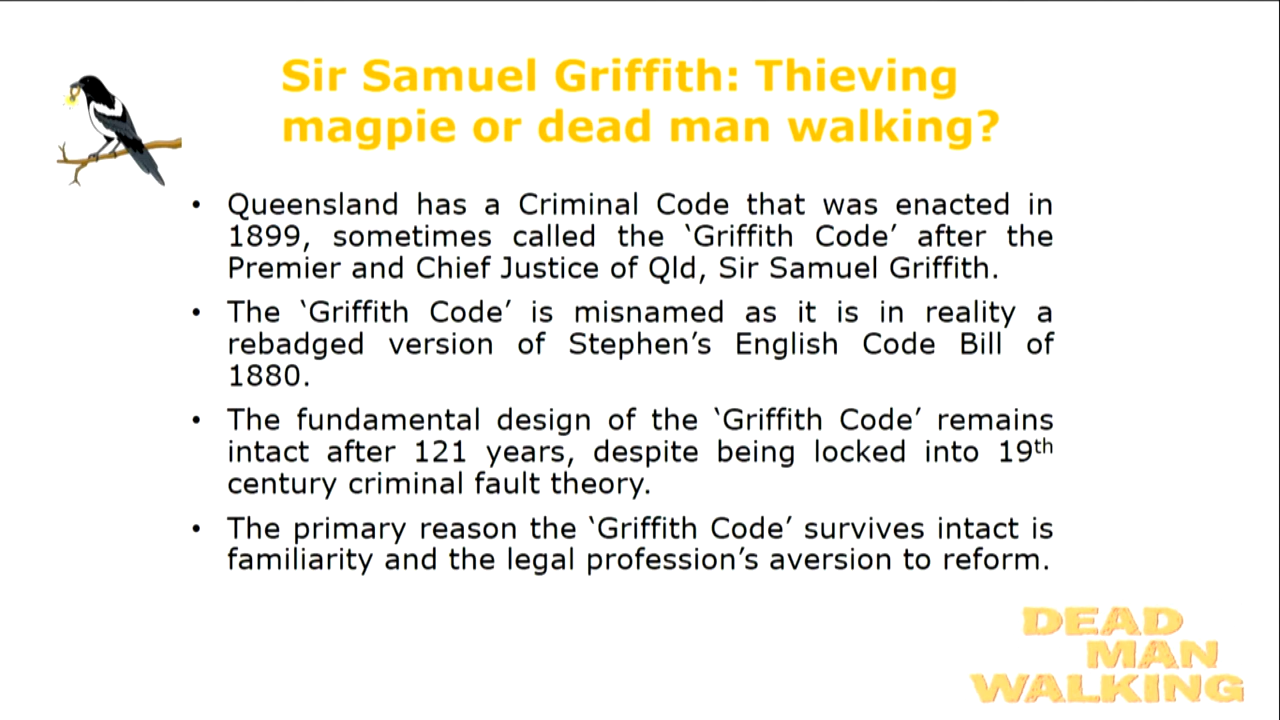 Sir Samuel Griffith: Thieving
magpie or dead man walking?
• Queensland has a Criminal Code that was enacted in
1899, sometimes called the ‘Griffith Code’ after the
Premier and Chief Justice of Qld, Sir Samuel Griffith.
• The ‘Griffith Code’ is misnamed as it is in reality a
rebadged version of Stephen’s English Code Bill of
1880.
• The fundamental design of the ‘Griffith Code’ remains
intact after 121 years, despite being locked into 19th
century criminal fault theory.
• The primary reason the ‘Griffith Code’ survives intact is
familiarity and the legal profession’s aversion to reform.
DEAD
MAN
WALKING